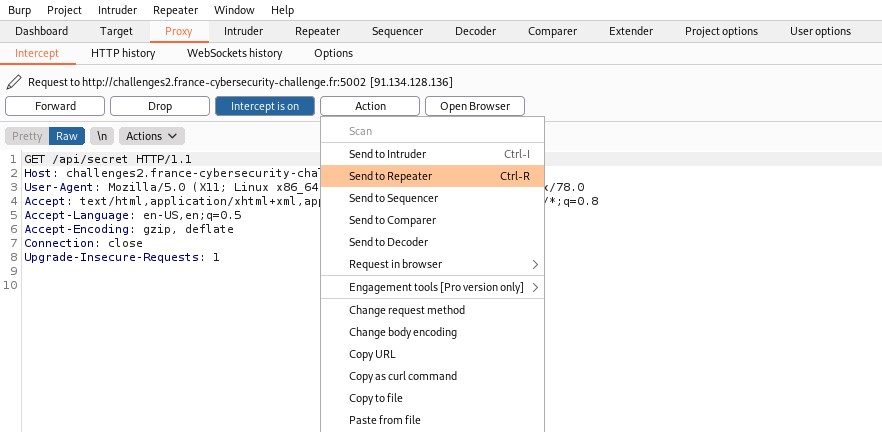 Burp Project Intruder Repeater Window Help
Dashboard Target Proxy Intruder Repeater Sequencer Decoder Comparer Extender Project options User options
Intercept HTTP history WebSockets history Options
Request to http://challenges2.france-cybersecurity-challenge.fr:5002 [91.134.128.136]
Forward Drop Intercept is on Action Open Browser
Pretty Raw \n Actions
1 GET /api/secret HTTP/1.1
2 Host: challenges2.france-cybersecurity-cha
3 User-Agent: Mozilla/5.0 (X11; Linux x86_64 x/78.0
4 Accept: text/html,application/xhtml+xml,app /*;q=0.8
5 Accept-Language: en-US,en;q=0.5
6 Accept-Encoding: gzip, deflate
7 Connection: close
8 Upgrade-Insecure-Requests: 1
9
10
Scan
Send to Intruder Ctrl-I
Send to Repeater Ctrl-R
Send to Sequencer
Send to Comparer
Send to Decoder
Request in browser
Engagement tools [Pro version only]
Change request method
Change body encoding
Copy URL
Copy as curl command
Copy to file
Paste from file